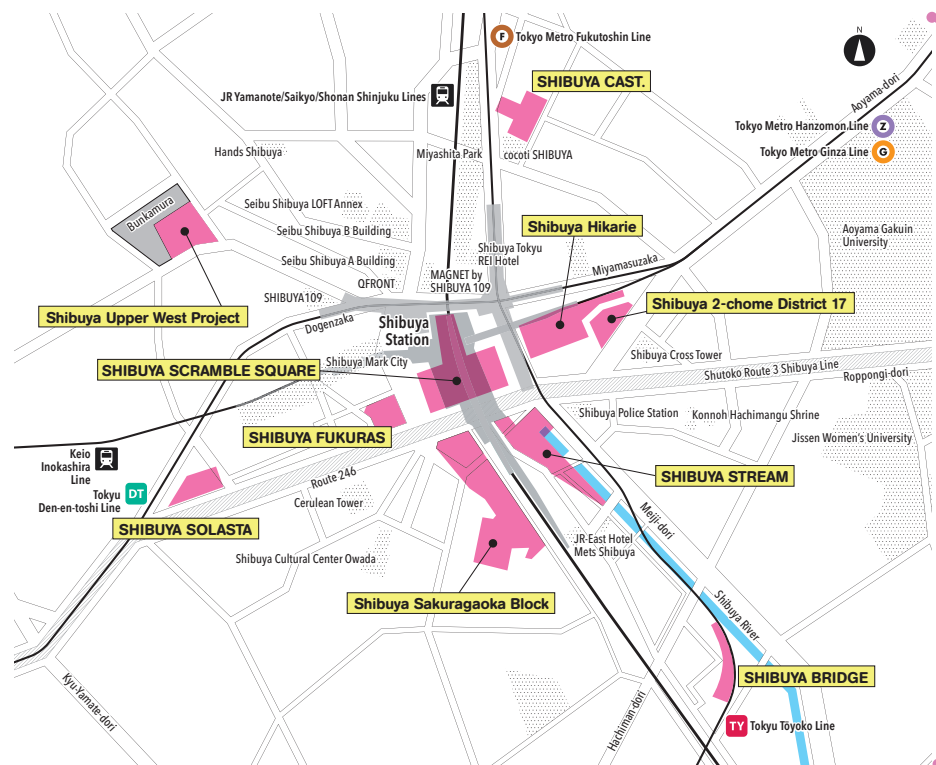 N
F Tokyo Metro Fukutoshin Line
SHIBUYA CAST.
JR Yamanote/Saikyo/Shonan Shinjuku Lines
Aoyama-dori
Tokyo Metro Hanzomon Line Z
Tokyo Metro Ginza Line G
Hands Shibuya
Miyashita Park
cocoti SHIBUYA
Bunkamura
Seibu Shibuya LOFT Annex
Seibu Shibuya B Building
Shibuya Hikarie
Aoyama Gakuin
University
Shibuya Tokyu
REI Hotel
Seibu Shibuya A Building
Miyamasuzaka
MAGNET by
SHIBUYA 109
QFRONT
SHIBUYA109
Shibuya 2-chome District 17
Shibuya Upper West Project
Dogenzaka
Shibuya
Station
Shibuya Cross Tower
Shibuya Mark City
SHIBUYA SCRAMBLE SQUARE
Shutoko Route 3 Shibuya Line
Roppongi-dori
Shibuya Police Station
Konnoh Hachimangu Shrine
SHIBUYA FUKURAS
Jissen Women's University
Keio
Inokashira
Line
Route 246
SHIBUYA STREAM
DT
Tokyu
Den-en-toshi Line
Cerulean Tower
SHIBUYA SOLASTA
Meiji-dori
JR-East Hotel
Mets Shibuya
Shibuya Cultural Center Owada
Shibuya Sakuragaoka Block
Shibuya River
SHIBUYA BRIDGE
Kyu-Yamate-dori
Hachiman-dori
TY Tokyu Toyoko Line